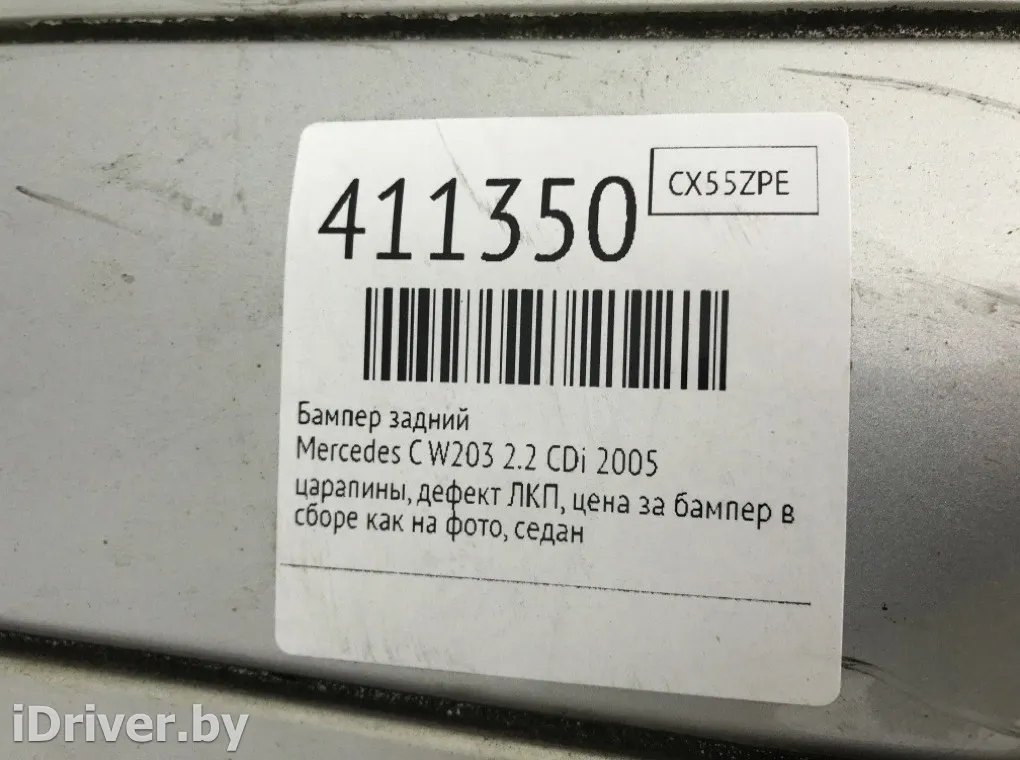 411350
CX55ZPE
Бампер задний
Mercedes C W203 2.2 CDi 2005
царапины, дефект ЛКП, цена за бампер в
сборе как на фото, седан
iDriver.by